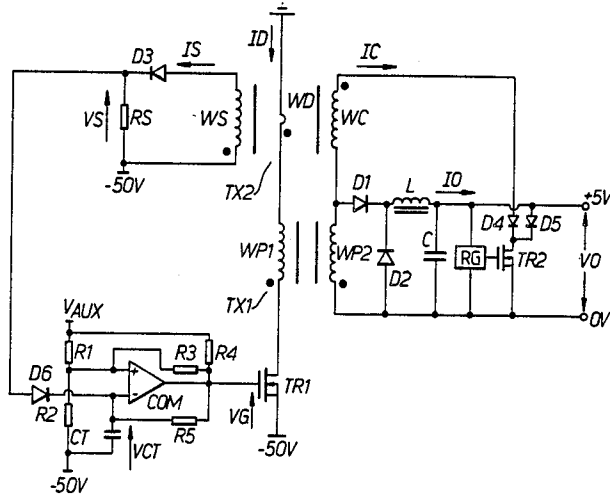 ID
IS
IC
D3
VS
RS
WS
WD
WC
-50V
TX2
D1
L
IO
+5V
D4
D5
WP1
WP2
C
RG
TR2
VO
D2
TX1
0V
VAUX
R1
R3
R4
D6
+
-
COM
TR1
R2
VG
CT
R5
VCT
-50V
-50V